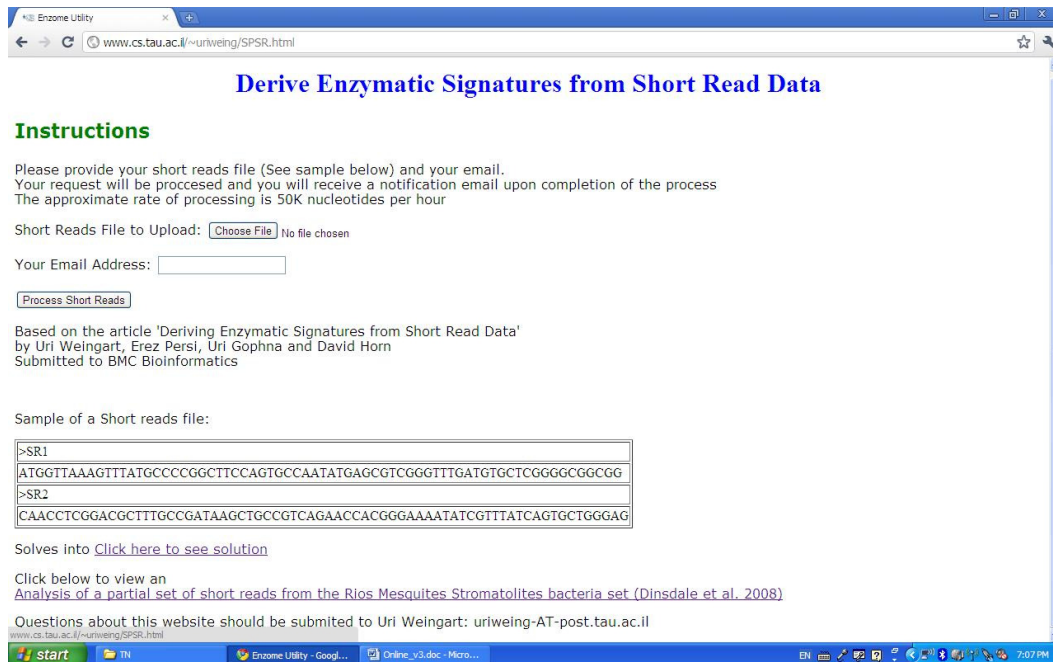 Enzome Utility
www.cs.tau.ac.il/~uriweing/SPSR.html
Derive Enzymatic Signatures from Short Read Data
Instructions
Please provide your short reads file (See sample below) and your email.
Your request will be proccesed and you will receive a notification email upon completion of the process
The approximate rate of processing is 50K nucleotides per hour
Short Reads File to Upload: Choose File No file chosen
Your Email Address:
Process Short Reads
Based on the article 'Deriving Enzymatic Signatures from Short Read Data'
by Uri Weingart, Erez Persi, Uri Gophna and David Horn
Submitted to BMC Bioinformatics
Sample of a Short reads file:
>SR1
ATGGTTAAAGTTTATGCCCCGGCTTCCAGTGCCAATATGAGCGTCGGGTTTGATGTGCTCGGGGCGGCGG
>SR2
CAACCTCGGACGCTTTGCCGATAAGCTGCCGTCAGAACCACGGGAAAATATCGTTTATCAGTGCTGGGAG
Solves into Click here to see solution
Click below to view an
Analysis of a partial set of short reads from the Rios Mesquites Stromatolites bacteria set (Dinsdale et al. 2008)
Questions about this website should be submited to Uri Weingart: uriweing-AT-post.tau.ac.il
www.cs.tau.ac.il/~uriweing/SPSR.html
start TN Enzome Utility - Googl... Online_v3.doc - Micro... EN 7:07 PM